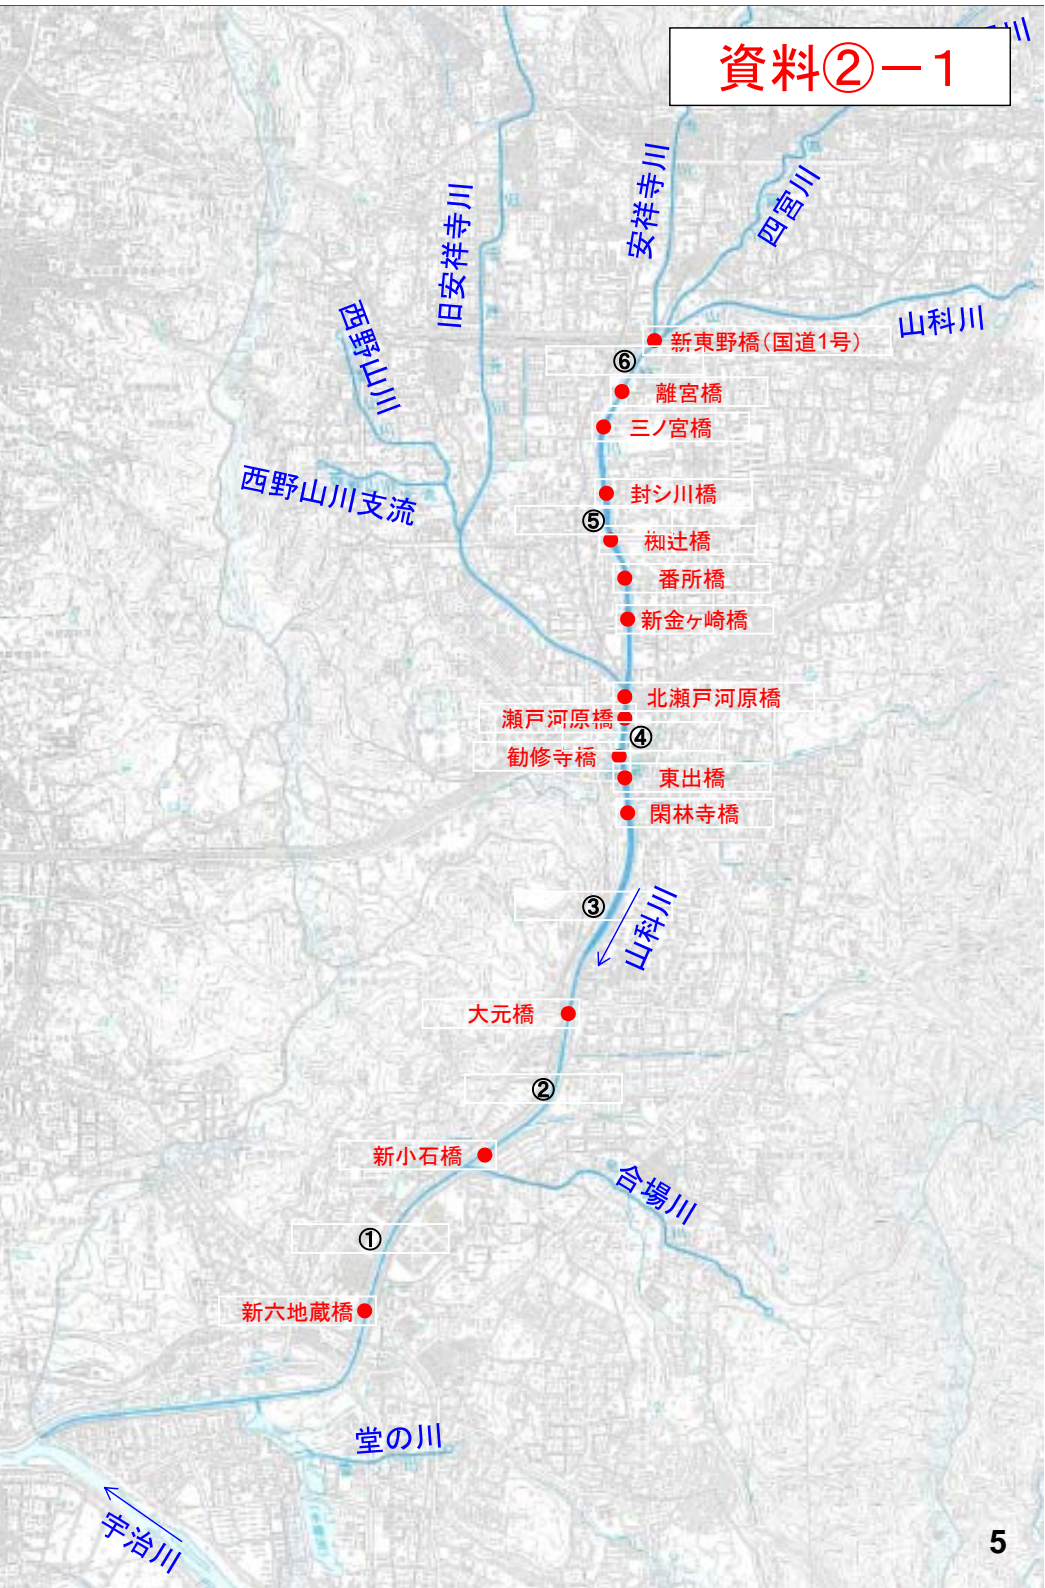 資料②－１
川
安祥寺川
四宮川
旧安祥寺川
山科川
西野山川
新東野橋(国道1号)
⑥
離宮橋
三ノ宮橋
西野山川支流
封シ川橋
⑤
椥辻橋
番所橋
新金ヶ崎橋
北瀬戸河原橋
瀬戸河原橋
④
勧修寺橋
東出橋
閑林寺橋
③
山科川
大元橋
②
新小石橋
合場川
①
新六地蔵橋
堂の川
宇治川
5